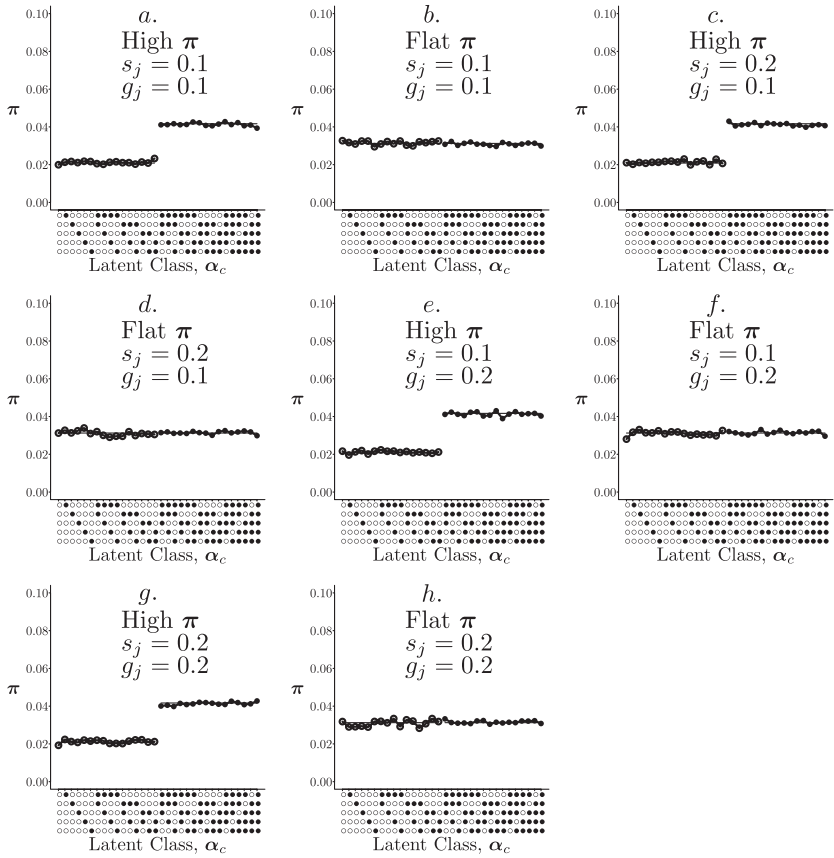 a.
High π
s_j = 0.1
g_j = 0.1
0.10
0.08
0.06
0.04
0.02
0.00
π
Latent Class, α_c
b.
Flat π
s_j = 0.1
g_j = 0.1
0.10
0.08
0.06
0.04
0.02
0.00
π
Latent Class, α_c
c.
High π
s_j = 0.2
g_j = 0.1
0.10
0.08
0.06
0.04
0.02
0.00
π
Latent Class, α_c
d.
Flat π
s_j = 0.2
g_j = 0.1
0.10
0.08
0.06
0.04
0.02
0.00
π
Latent Class, α_c
e.
High π
s_j = 0.1
g_j = 0.2
0.10
0.08
0.06
0.04
0.02
0.00
π
Latent Class, α_c
f.
Flat π
s_j = 0.1
g_j = 0.2
0.10
0.08
0.06
0.04
0.02
0.00
π
Latent Class, α_c
g.
High π
s_j = 0.2
g_j = 0.2
0.10
0.08
0.06
0.04
0.02
0.00
π
Latent Class, α_c
h.
Flat π
s_j = 0.2
g_j = 0.2
0.10
0.08
0.06
0.04
0.02
0.00
π
Latent Class, α_c